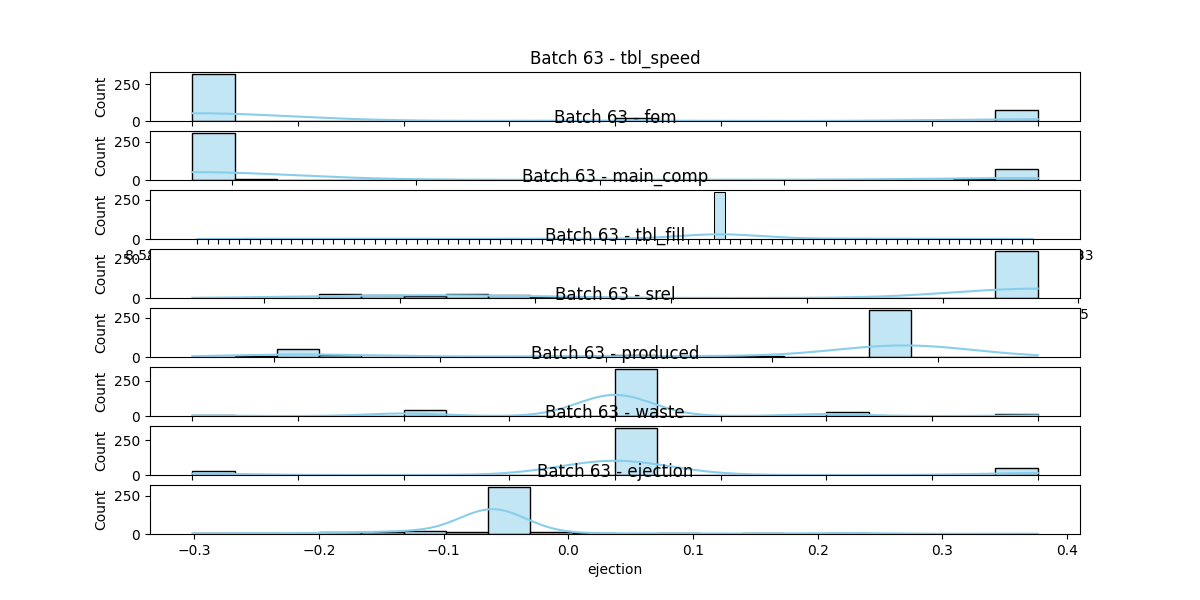 Batch 63 - tbl_speed
Count
250
0
Batch 63 - fom
Count
250
0
Batch 63 - main_comp
Count
250
0
Batch 63 - tbl_fill
Count
0
Batch 63 - srel
Count
250
0
Batch 63 - produced
Count
250
0
Batch 63 - waste
Count
250
0
Batch 63 - ejection
Count
250
0
−0.3 −0.2 −0.1 0.0 0.1 0.2 0.3 0.4
ejection